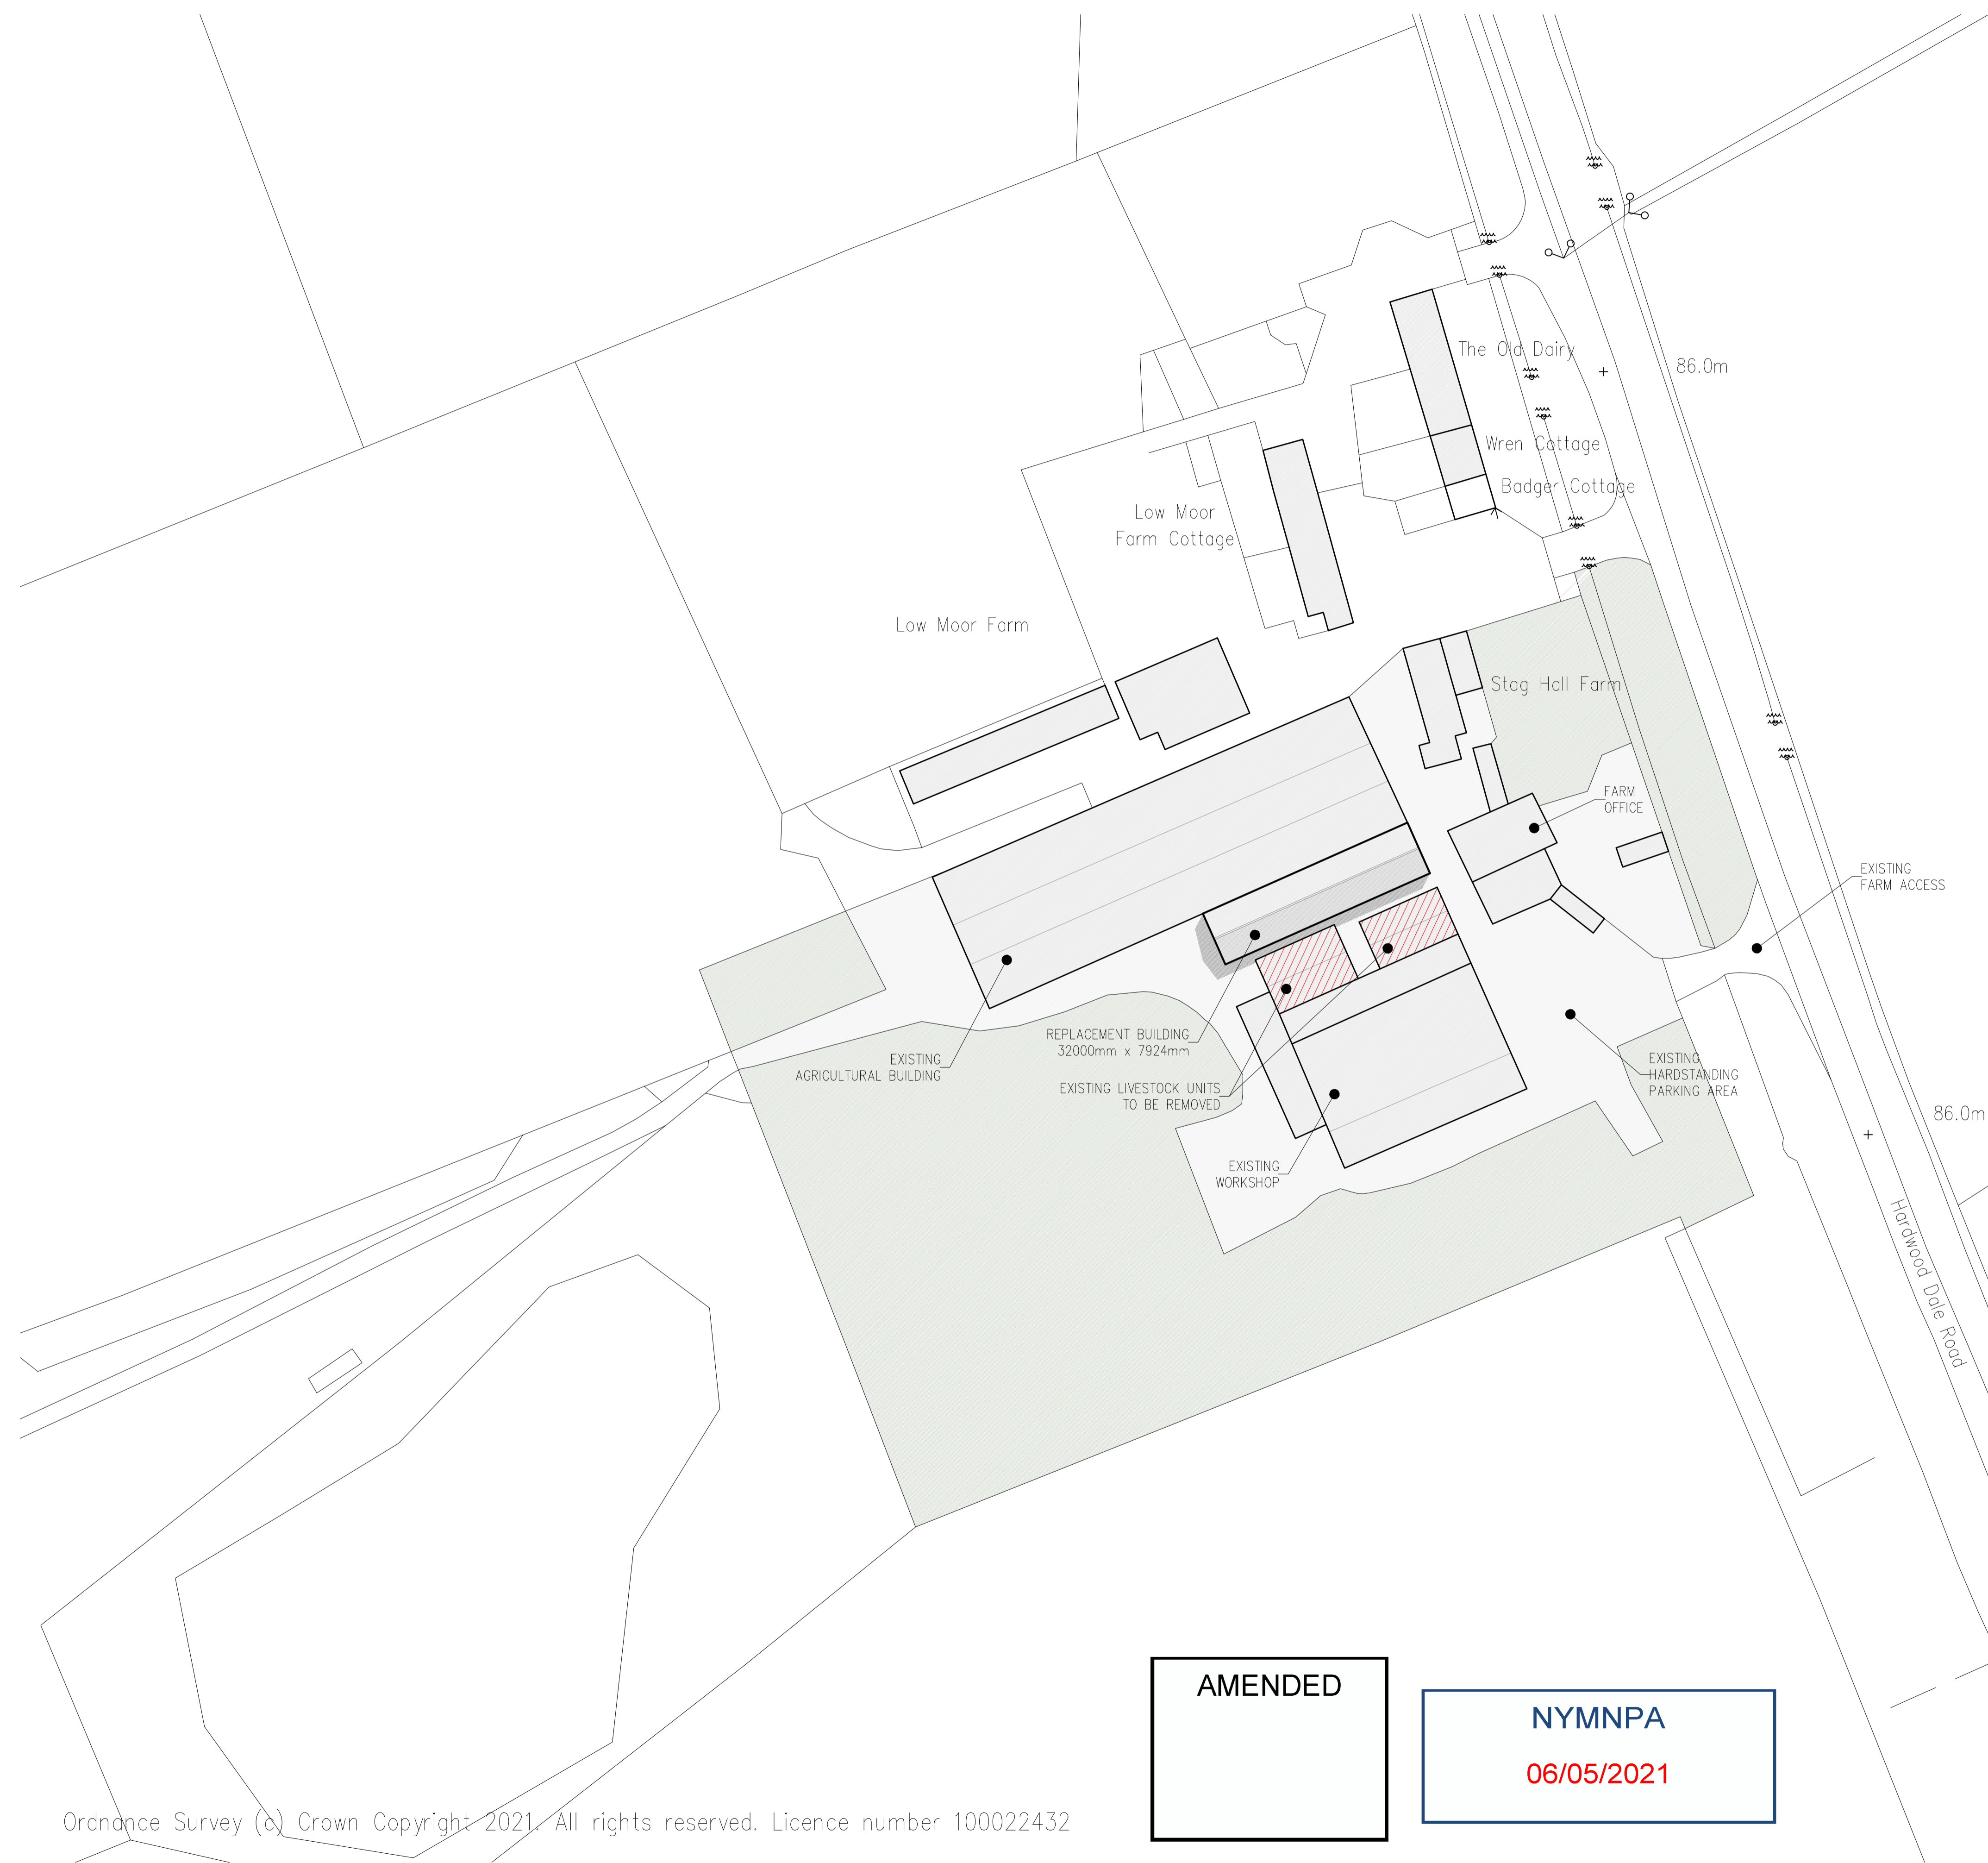 The Old Dairy
86.0m
Wren Cottage
Badger Cottage
Low Moor
Farm Cottage
Low Moor Farm
Stag Hall Farm
FARM
OFFICE
EXISTING
FARM ACCESS
REPLACEMENT BUILDING
32000mm x 7924mm
EXISTING
AGRICULTURAL BUILDING
EXISTING LIVESTOCK UNITS
TO BE REMOVED
EXISTING
HARDSTANDING
PARKING AREA
86.0m
EXISTING
WORKSHOP
Hardwood Dale Road
AMENDED
NYMNPA
06/05/2021
Ordnance Survey (c) Crown Copyright 2021. All rights reserved. Licence number 100022432